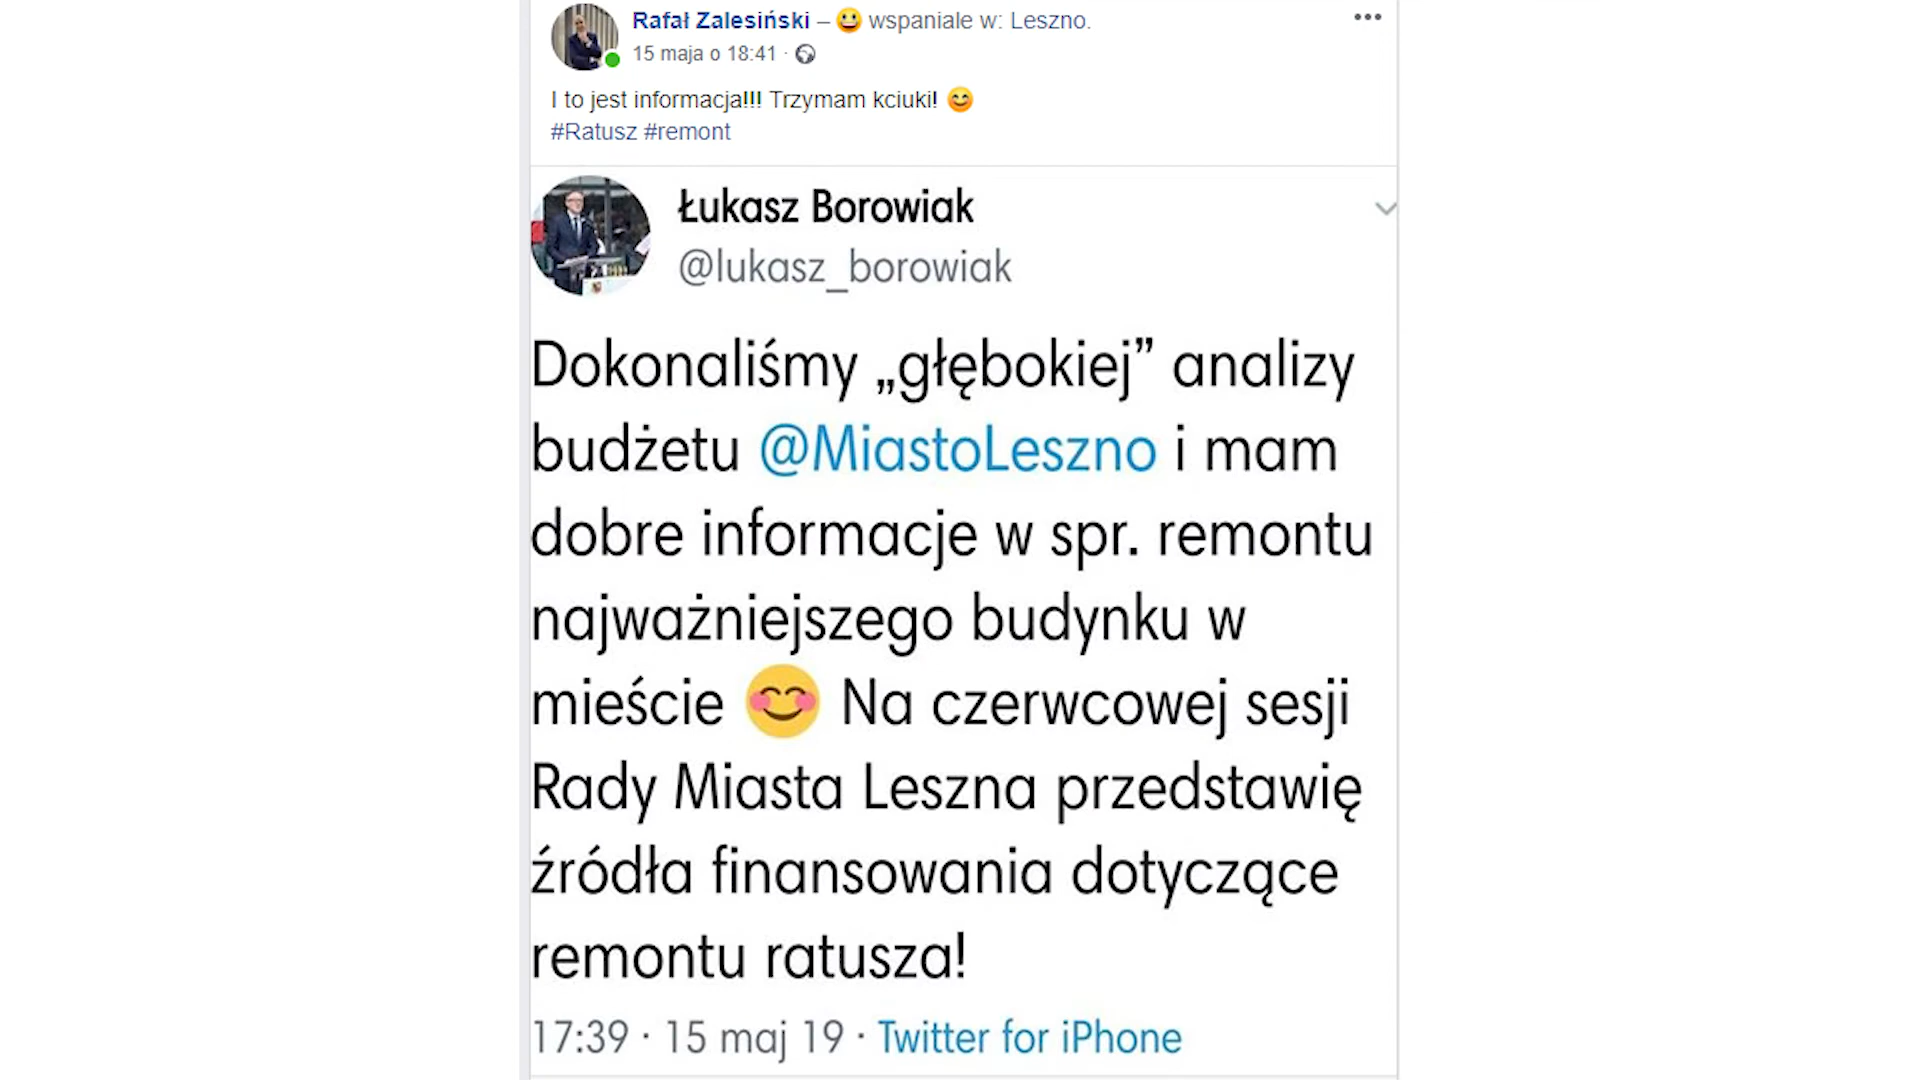 Rafał Zalesiński – 😀 wspaniale w: Leszno.
15 maja o 18:41 ·
I to jest informacja!!! Trzymam kciuki! 😊
#Ratusz #remont
Łukasz Borowiak
@lukasz_borowiak
Dokonaliśmy „głębokiej” analizy
budżetu @MiastoLeszno i mam
dobre informacje w spr. remontu
najważniejszego budynku w
mieście 😊 Na czerwcowej sesji
Rady Miasta Leszna przedstawię
źródła finansowania dotyczące
remontu ratusza!
17:39 · 15 maj 19 · Twitter for iPhone